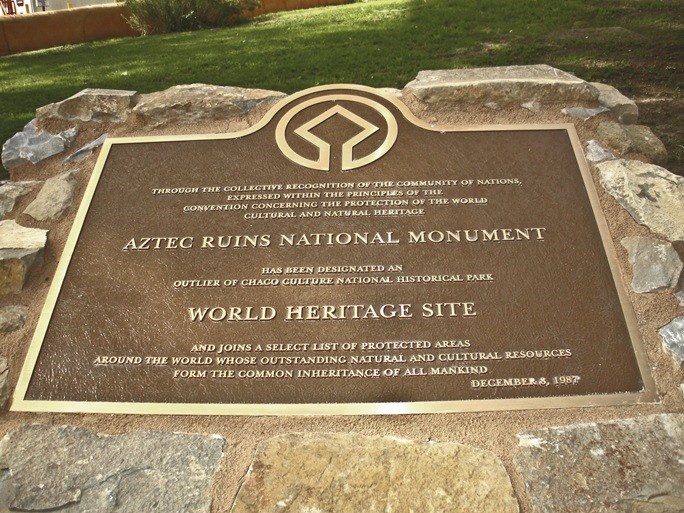 THROUGH THE COLLECTIVE RECOGNITION OF THE COMMUNITY OF NATIONS,
EXPRESSED WITHIN THE PRINCIPLES OF THE
CONVENTION CONCERNING THE PROTECTION OF THE WORLD
CULTURAL AND NATURAL HERITAGE
AZTEC RUINS NATIONAL MONUMENT
HAS BEEN DESIGNATED AN
OUTLIER OF CHACO CULTURE NATIONAL HISTORICAL PARK
WORLD HERITAGE SITE
AND JOINS A SELECT LIST OF PROTECTED AREAS
AROUND THE WORLD WHOSE OUTSTANDING NATURAL AND CULTURAL RESOURCES
FORM THE COMMON INHERITANCE OF ALL MANKIND
DECEMBER 8, 1987